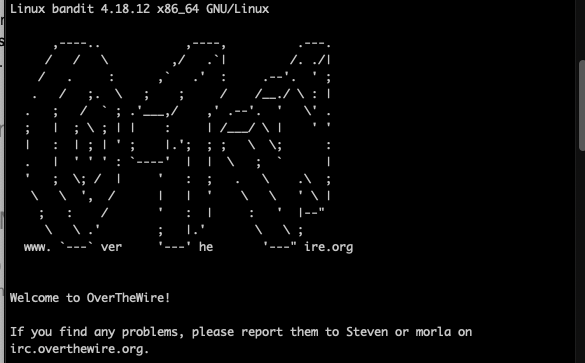 Linux bandit 4.18.12 x86_64 GNU/Linux
www. ver he ire.org
Welcome to OverTheWire!
If you find any problems, please report them to Steven or morla on
irc.overthewire.org.